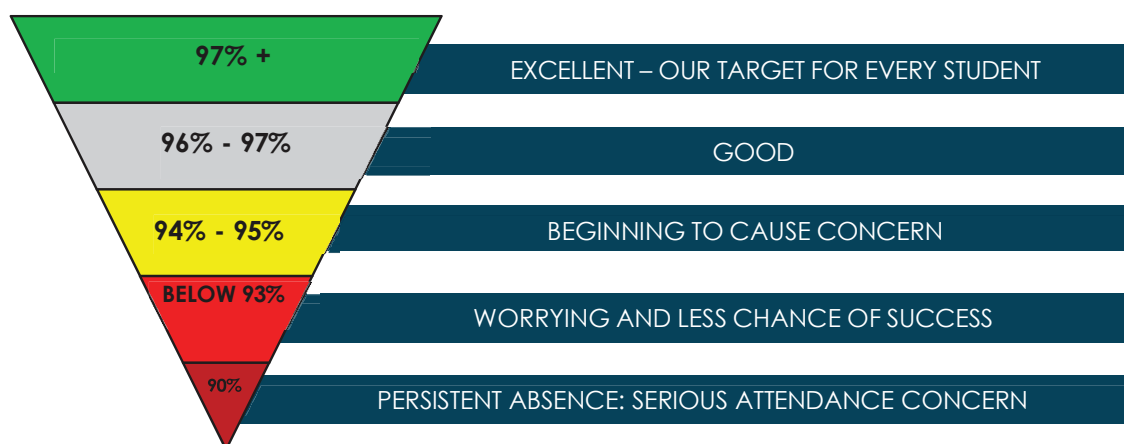 97% +
EXCELLENT – OUR TARGET FOR EVERY STUDENT
96% - 97%
GOOD
94% - 95%
BEGINNING TO CAUSE CONCERN
BELOW 93%
WORRYING AND LESS CHANCE OF SUCCESS
90%
PERSISTENT ABSENCE: SERIOUS ATTENDANCE CONCERN